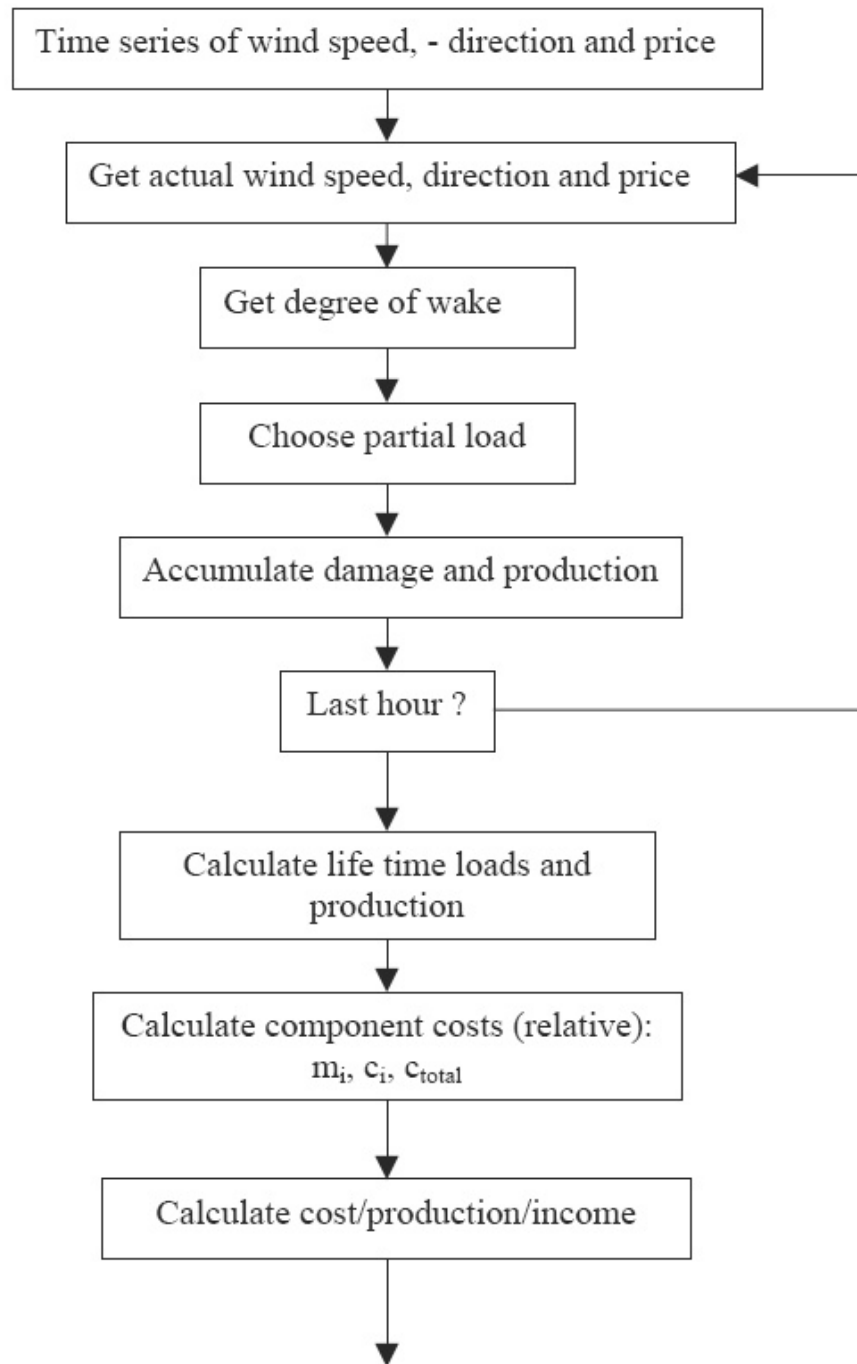 Time series of wind speed, - direction and price
Get actual wind speed, direction and price
Get degree of wake
Choose partial load
Accumulate damage and production
Last hour ?
Calculate life time loads and
production
Calculate component costs (relative):
mᵢ, cᵢ, cₜₒₜₐₗ
Calculate cost/production/income